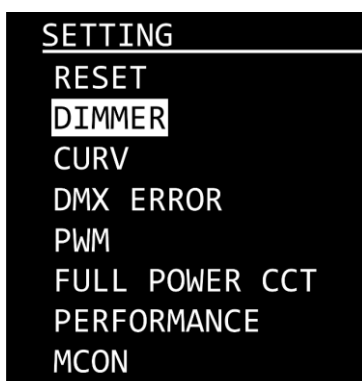 SETTING
RESET
DIMMER
CURV
DMX ERROR
PWM
FULL POWER CCT
PERFORMANCE
MCON